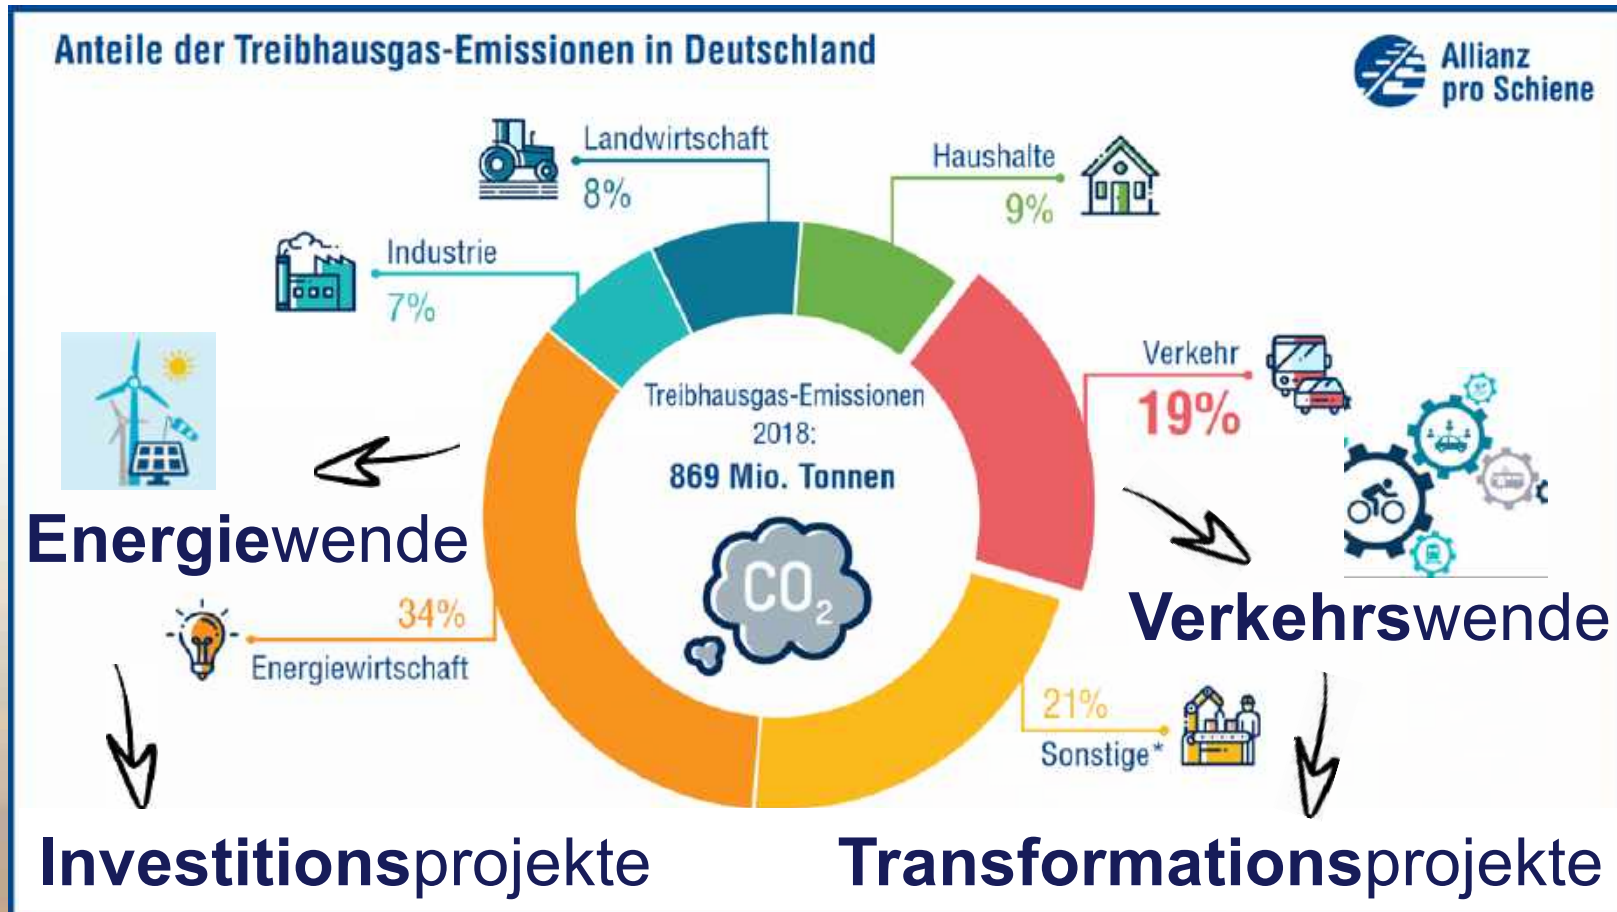 Anteile der Treibhausgas-Emissionen in Deutschland
Allianz
pro Schiene
Landwirtschaft
8%
Haushalte
9%
Industrie
7%
Verkehr
19%
Treibhausgas-Emissionen
2018:
869 Mio. Tonnen
CO₂
Energiewende
34%
Energiewirtschaft
Verkehrswende
21%
Sonstige*
Investitionsprojekte
Transformationsprojekte